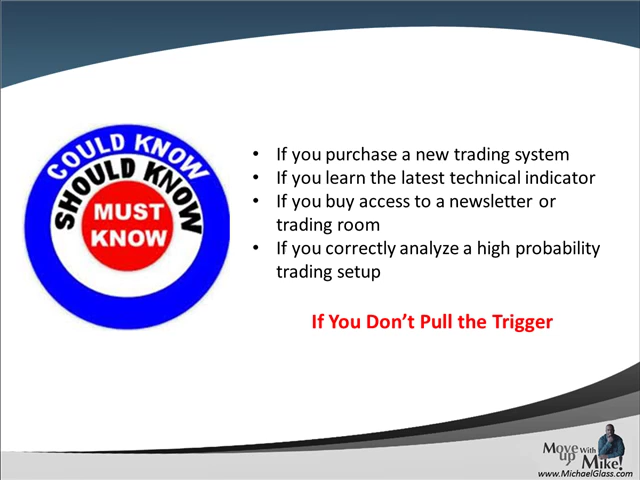 COULD KNOW
SHOULD KNOW
MUST
KNOW
• If you purchase a new trading system
• If you learn the latest technical indicator
• If you buy access to a newsletter or
trading room
• If you correctly analyze a high probability
trading setup
If You Don't Pull the Trigger
Move up With Mike!
www.MichaelGlass.com